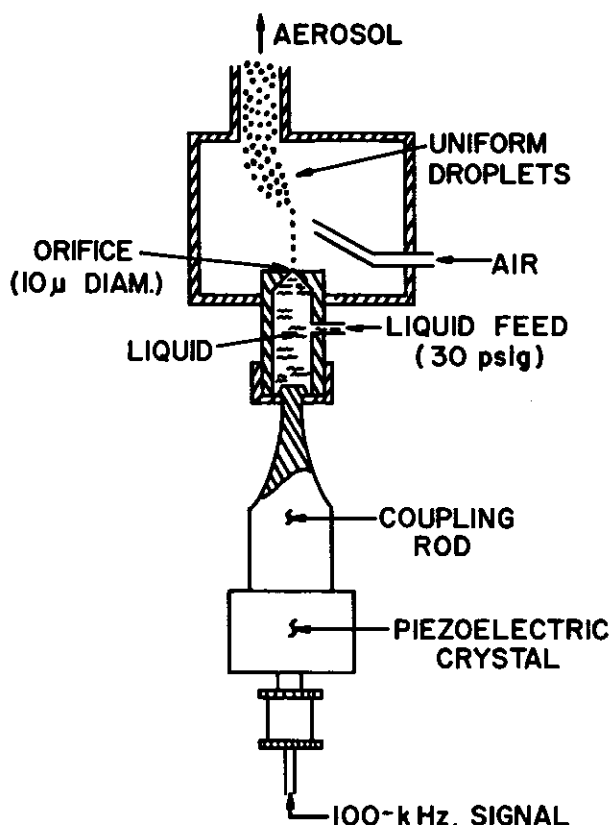 AEROSOL
UNIFORM
DROPLETS
ORIFICE
(10μ DIAM.)
AIR
LIQUID FEED
(30 psig)
LIQUID
COUPLING
ROD
PIEZOELECTRIC
CRYSTAL
100-kHz. SIGNAL